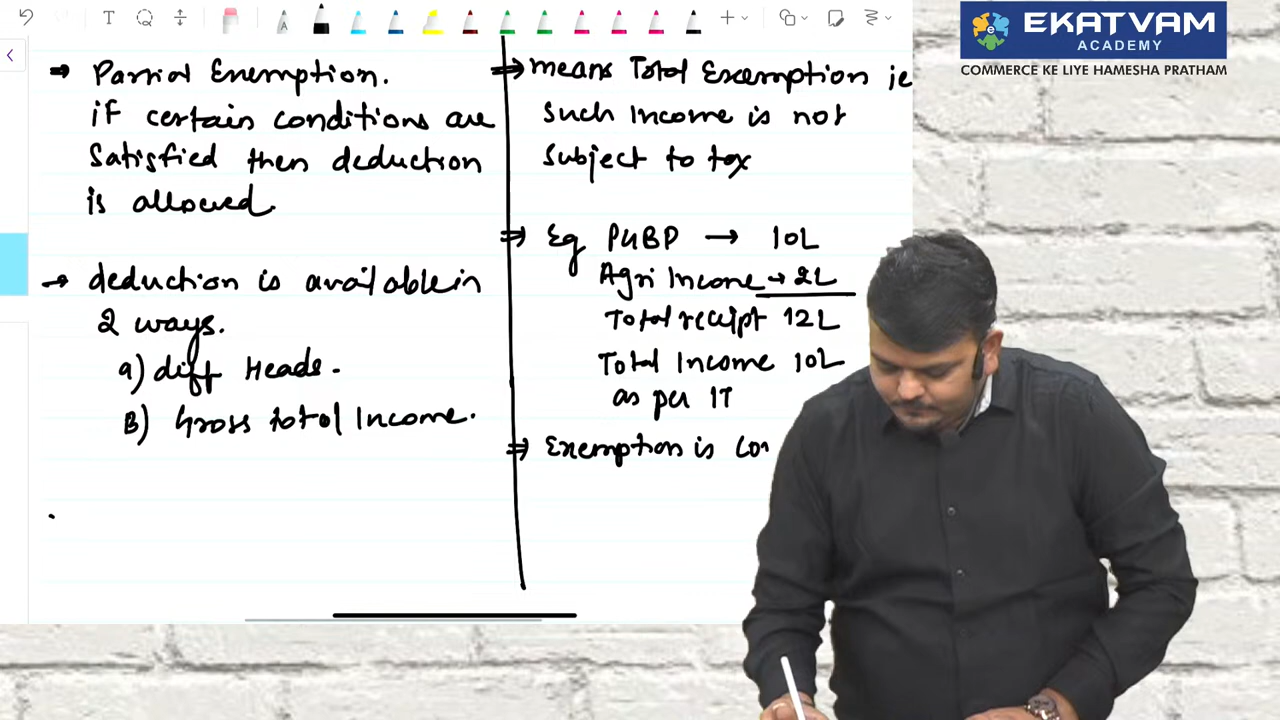 EKATVAM
ACADEMY
COMMERCE KE LIYE HAMESHA PRATHAM
→ Partial Exemption.
if certain conditions are
Satisfied then deduction
is allowed.
→ deduction is available in
2 ways.
a) diff Heads.
B) Gross total Income.
⇒ means Total Exemption ie
Such Income is not
Subject to tax
⇒ Eg PGBP → 10L
Agri Income → 2L
Total receipt 12L
Total Income 10L
as per IT
⇒ Exemption is